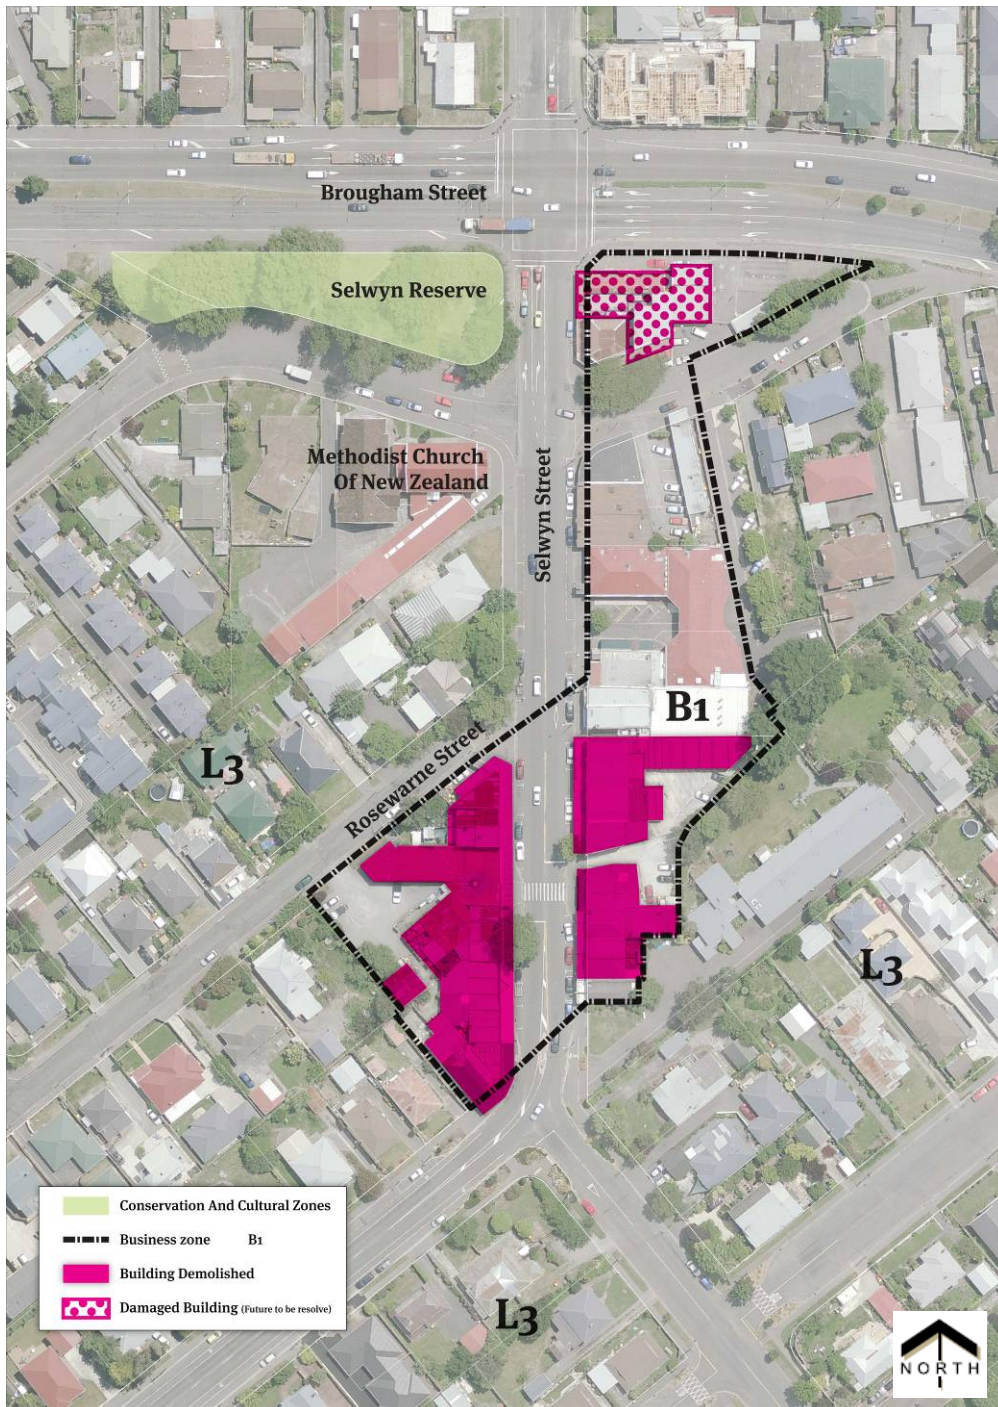 Brougham Street
Selwyn Reserve
Methodist Church
Of New Zealand
Selwyn Street
B1
Rosewarne Street
L3
L3
L3
Conservation And Cultural Zones
Business zone B1
Building Demolished
Damaged Building (Future to be resolve)
NORTH